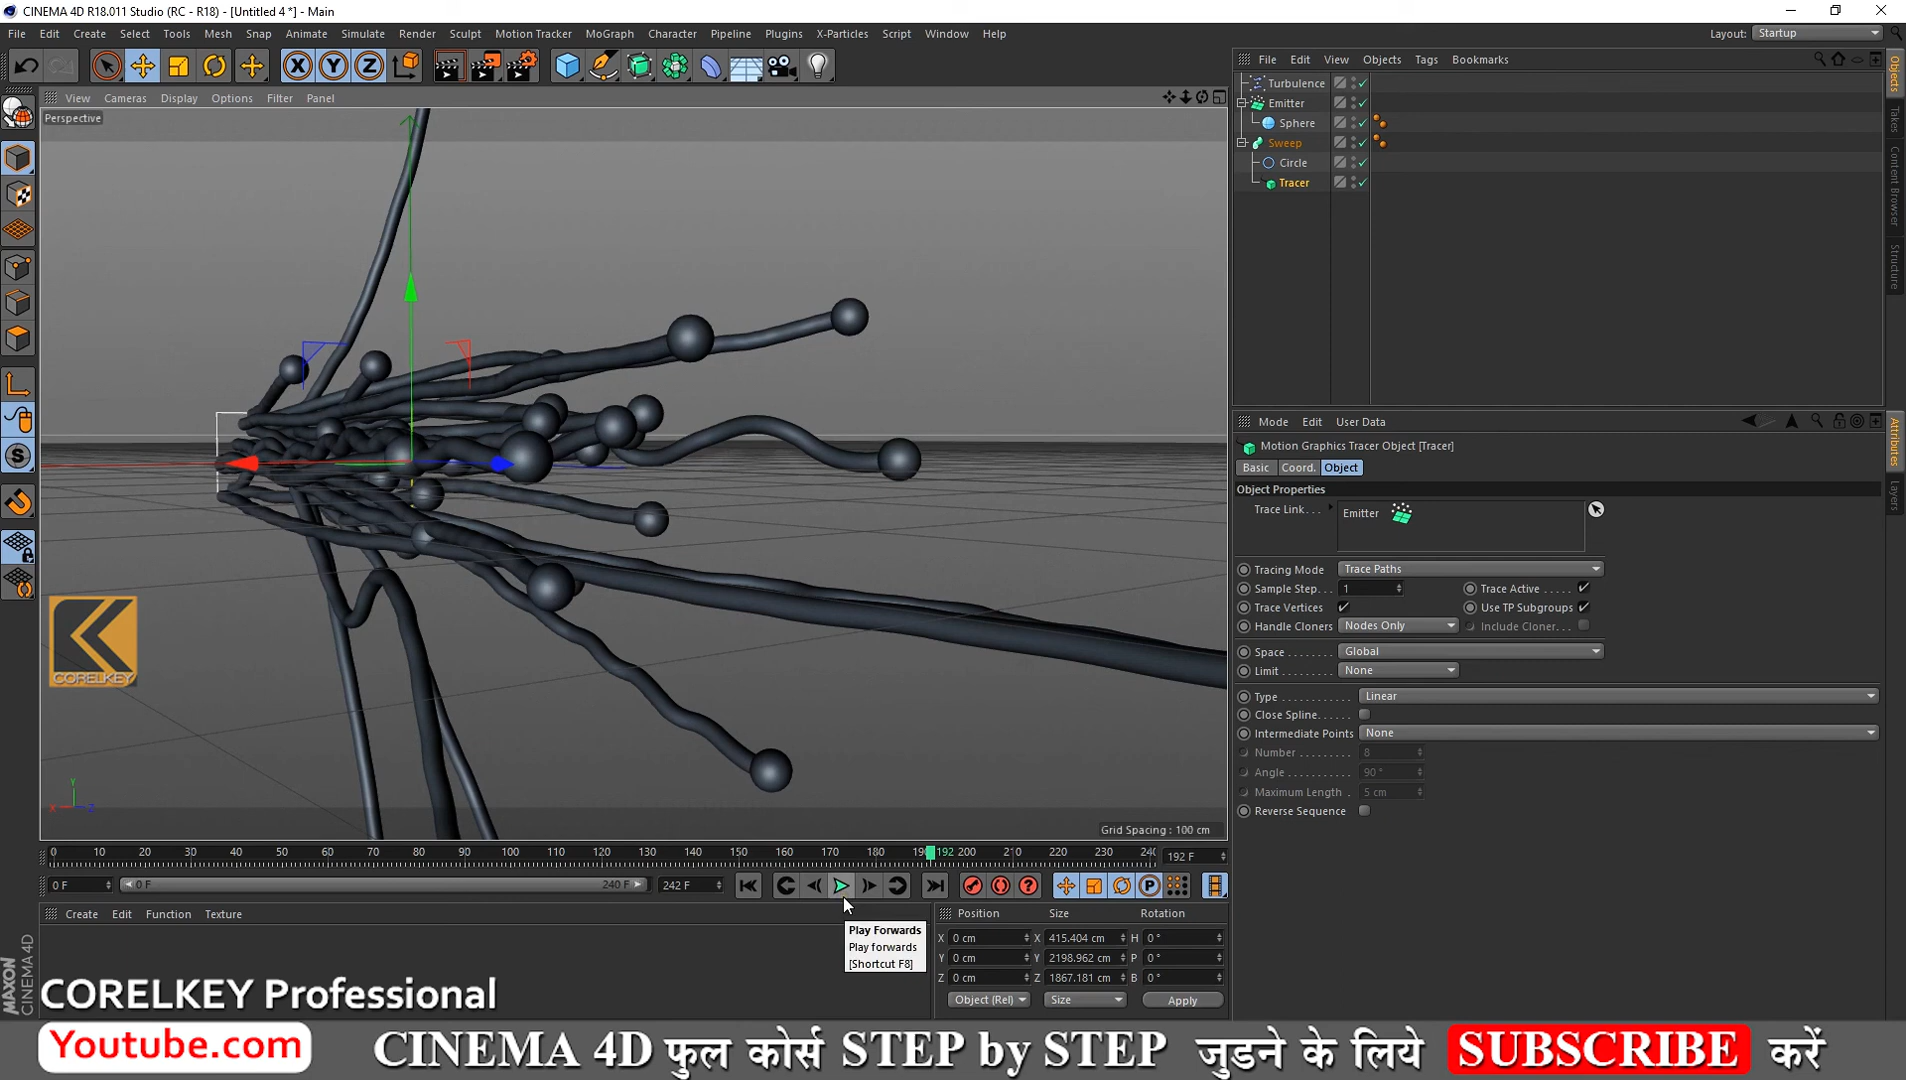 CINEMA 4D R18.011 Studio (RC - R18) - [Untitled 4 *] - Main
File Edit Create Select Tools Mesh Snap Animate Simulate Render Sculpt Motion Tracker MoGraph Character Pipeline Plugins X-Particles Script Window Help
Layout: Startup
X Y Z
View Cameras Display Options Filter Panel
Perspective
File Edit View Objects Tags Bookmarks
Turbulence
Emitter
Sphere
Sweep
Circle
Tracer
Objects
Takes
Content Browser
Structure
Mode Edit User Data
Motion Graphics Tracer Object [Tracer]
Basic Coord. Object
Object Properties
Trace Link. . . Emitter
Tracing Mode Trace Paths
Sample Step. . . 1 Trace Active . . . . .
Trace Vertices Use TP Subgroups
Handle Cloners Nodes Only Include Cloner. . .
Space . . . . . . . . Global
Limit . . . . . . . . . None
Type . . . . . . . . . . . . Linear
Close Spline. . . . . .
Intermediate Points None
Number . . . . . . . . . 8
Angle . . . . . . . . . . 90 °
Maximum Length . 5 cm
Reverse Sequence
Attributes
Layers
CORELKEY
Y
X Z
Grid Spacing : 100 cm
0 10 20 30 40 50 60 70 80 90 100 110 120 130 140 150 160 170 180 190 192 200 210 220 230 240 192 F
0 F 0 F 240 F 242 F
Create Edit Function Texture
Play Forwards
Play forwards
[Shortcut F8]
Position Size Rotation
X 0 cm X 415.404 cm H 0 °
Y 0 cm Y 2198.962 cm P 0 °
Z 0 cm Z 1867.181 cm B 0 °
Object (Rel) Size Apply
MAXON
CINEMA 4D
CORELKEY Professional
Youtube.com CINEMA 4D फुल कोर्स STEP by STEP जुडने के लिये SUBSCRIBE करें